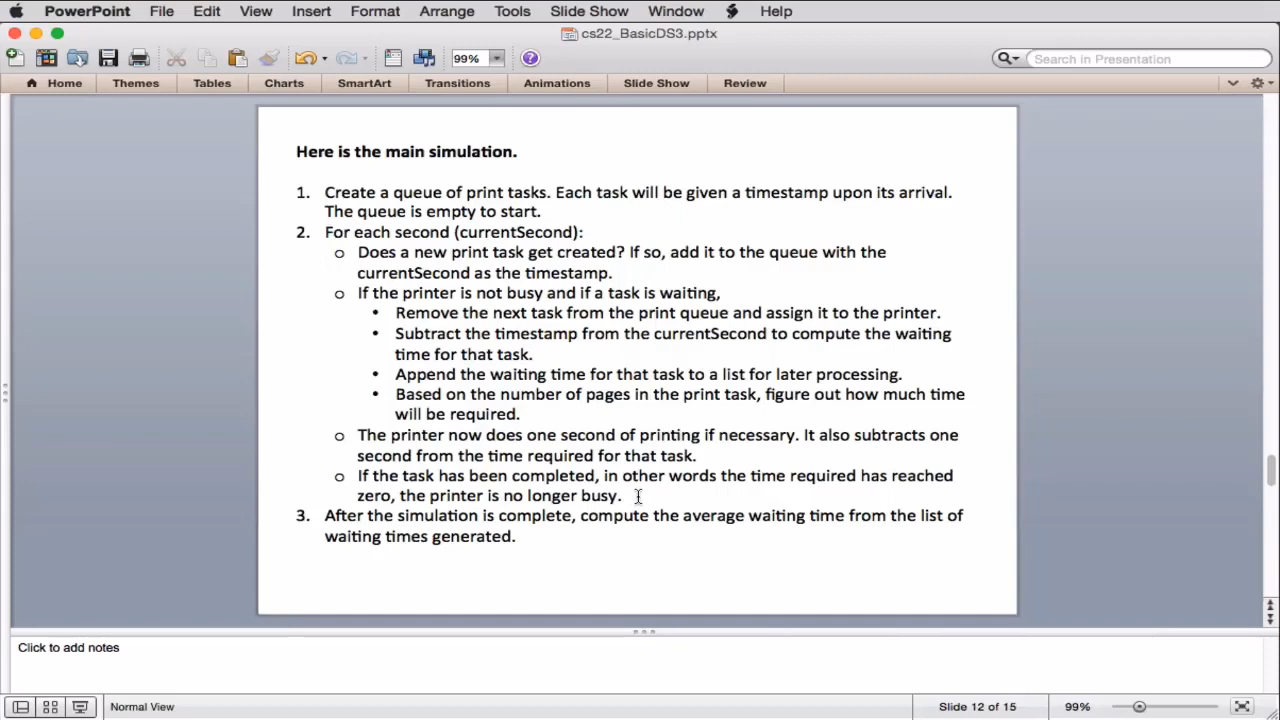 PowerPoint File Edit View Insert Format Arrange Tools Slide Show Window Help
cs22_BasicDS3.pptx
99% ? Search in Presentation
Home Themes Tables Charts SmartArt Transitions Animations Slide Show Review
Here is the main simulation.
1. Create a queue of print tasks. Each task will be given a timestamp upon its arrival.
The queue is empty to start.
2. For each second (currentSecond):
o Does a new print task get created? If so, add it to the queue with the
currentSecond as the timestamp.
o If the printer is not busy and if a task is waiting,
• Remove the next task from the print queue and assign it to the printer.
• Subtract the timestamp from the currentSecond to compute the waiting
time for that task.
• Append the waiting time for that task to a list for later processing.
• Based on the number of pages in the print task, figure out how much time
will be required.
o The printer now does one second of printing if necessary. It also subtracts one
second from the time required for that task.
o If the task has been completed, in other words the time required has reached
zero, the printer is no longer busy.
3. After the simulation is complete, compute the average waiting time from the list of
waiting times generated.
Click to add notes
Normal View Slide 12 of 15 99%